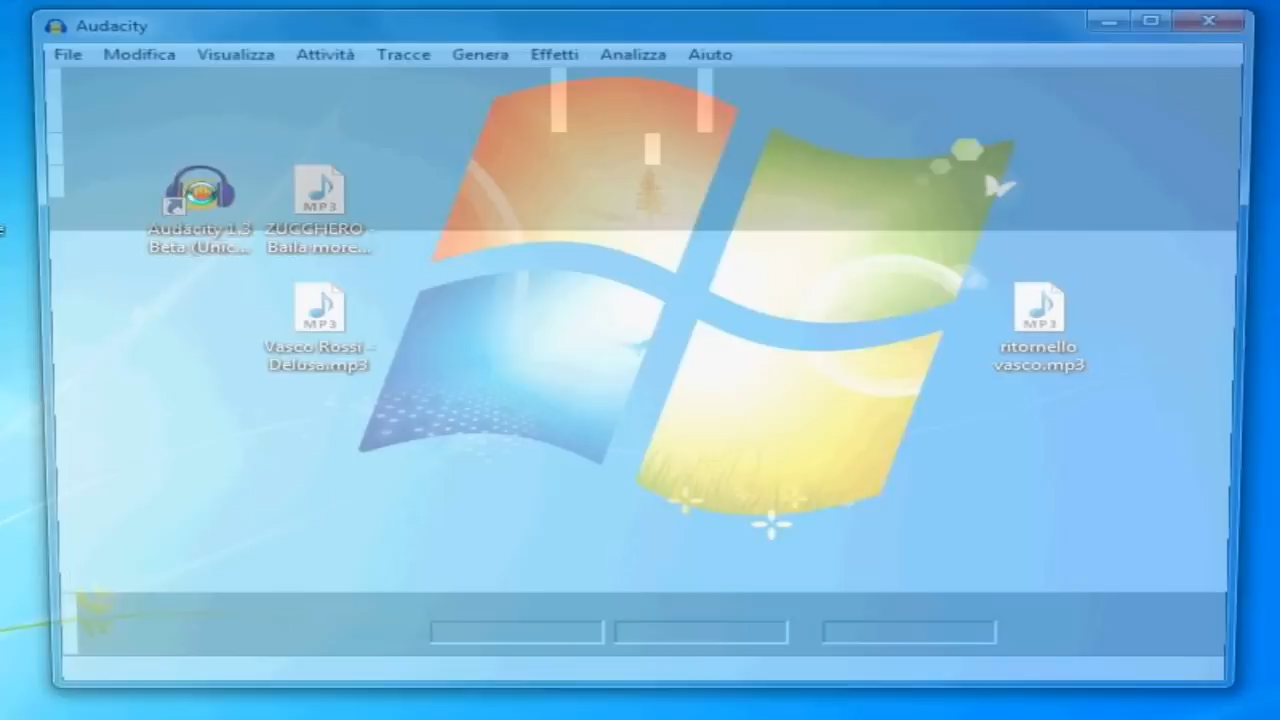 Audacity
File Modifica Visualizza Attività Tracce Genera Effetti Analizza Aiuto
Audacity 1.3
Beta (Unic...
ZUCCHERO -
Baila more...
MP3
MP3
Vasco Rossi -
Delusa.mp3
MP3
ritornello
vasco.mp3